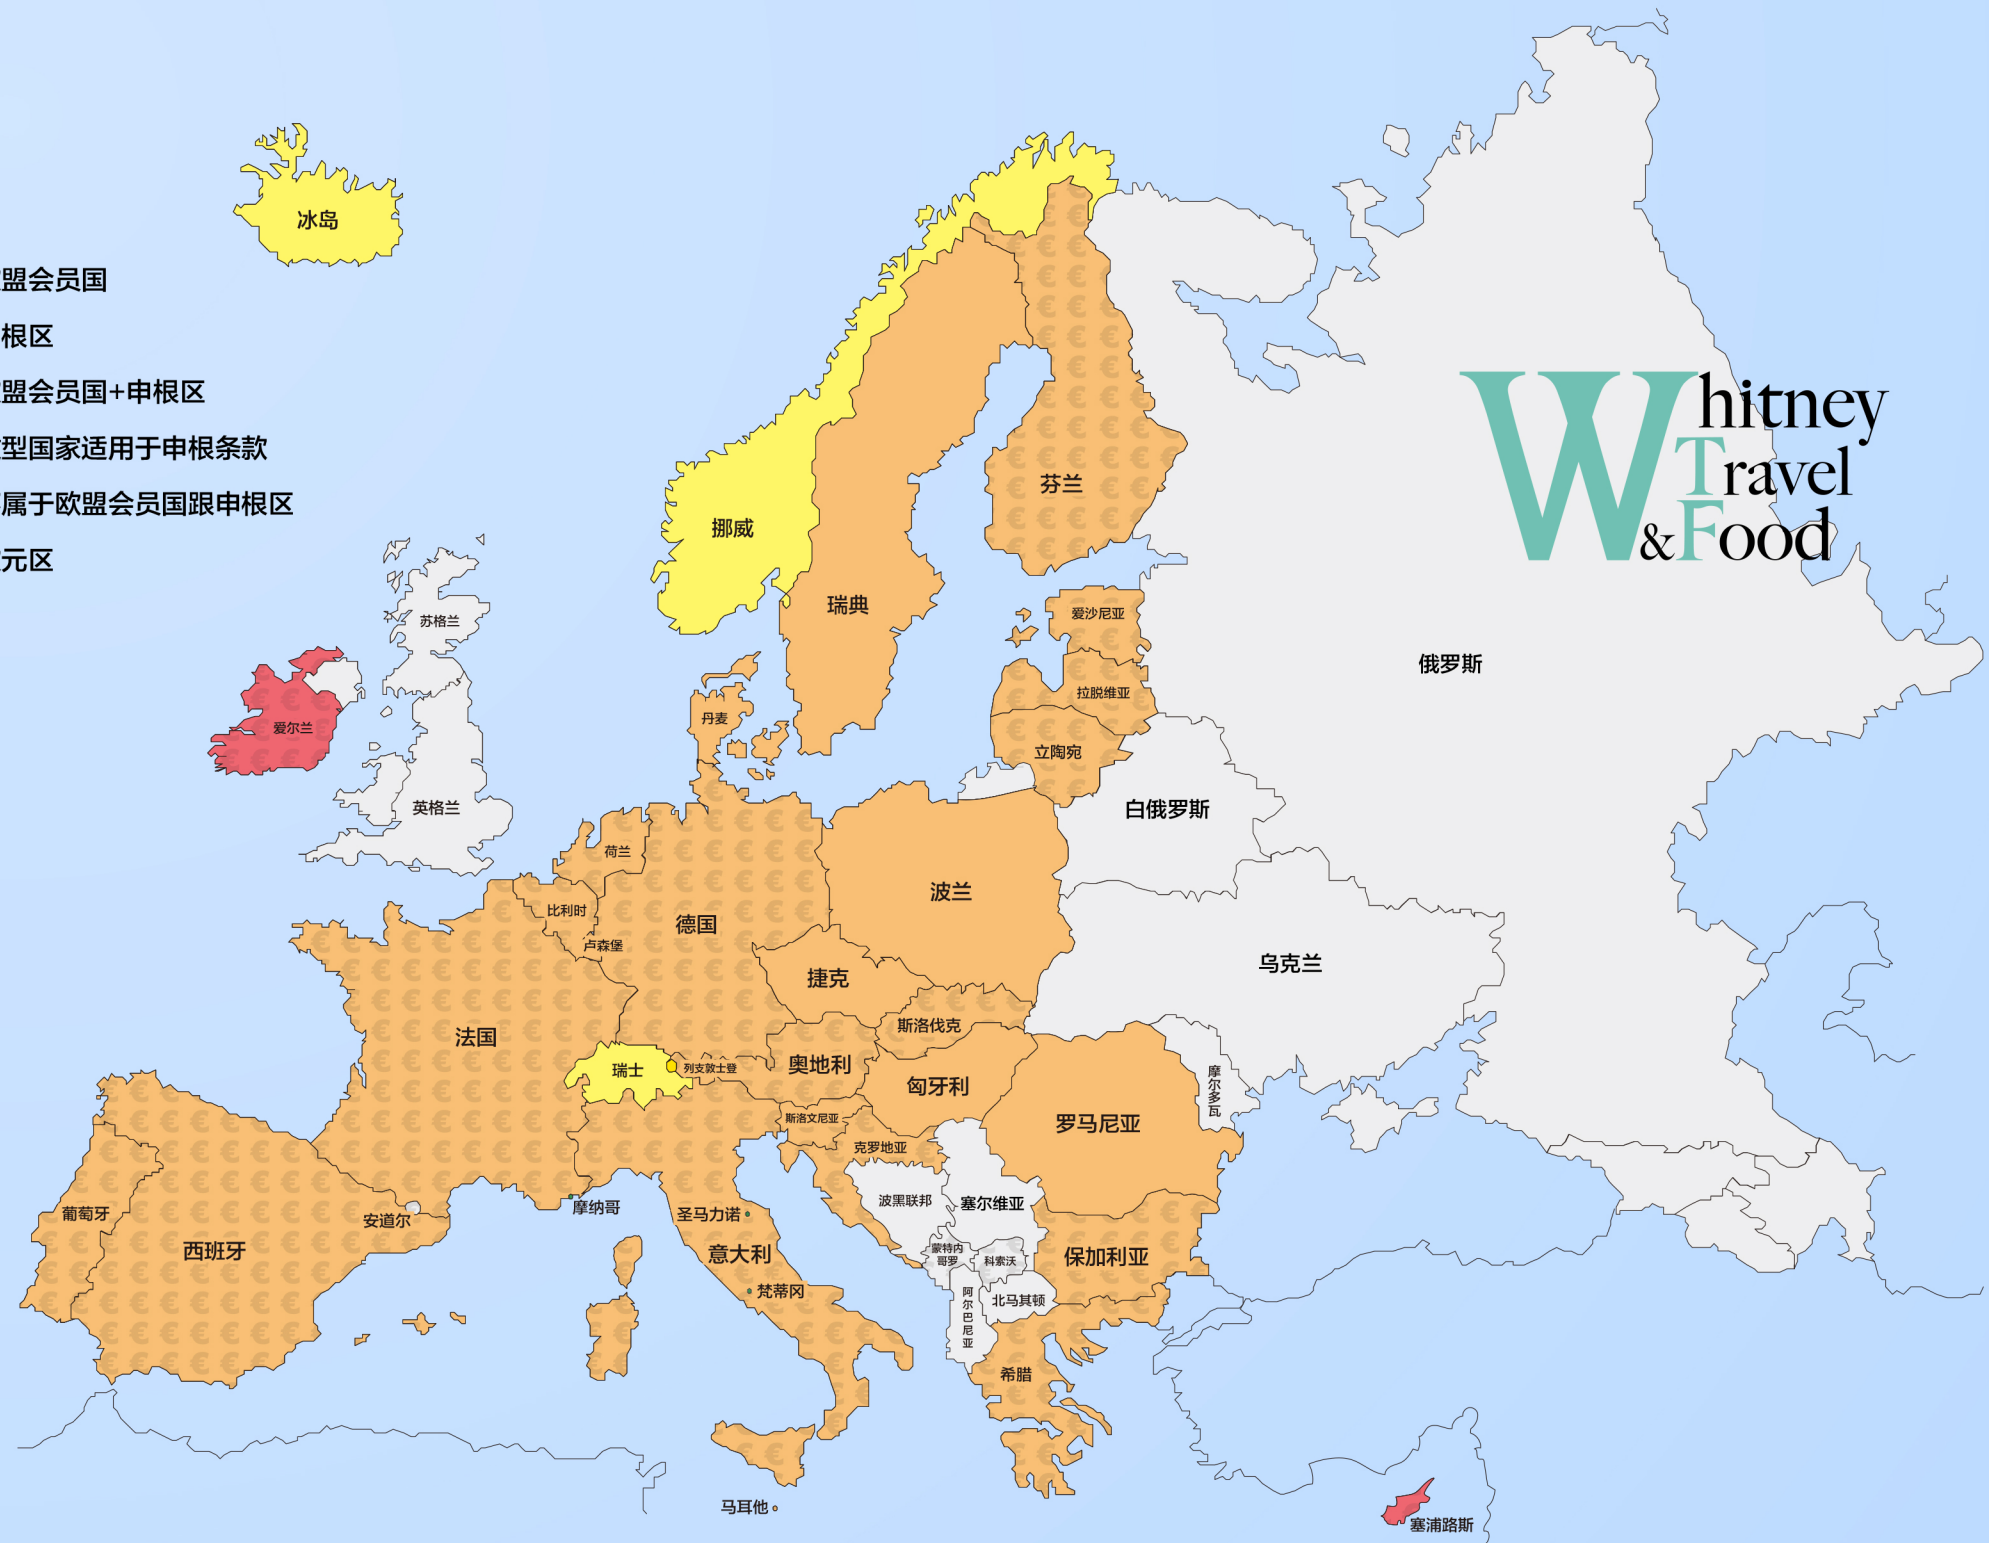 冰岛
盟会员国
根区
盟会员国+申根区
型国家适用于申根条款
属于欧盟会员国跟申根区
元区
Whitney
Travel
&Food
挪威
芬兰
瑞典
苏格兰
爱沙尼亚
俄罗斯
拉脱维亚
爱尔兰
丹麦
立陶宛
英格兰
白俄罗斯
荷兰
波兰
比利时
德国
卢森堡
乌克兰
捷克
斯洛伐克
法国
瑞士
列支敦士登
奥地利
匈牙利
摩尔多瓦
斯洛文尼亚
罗马尼亚
克罗地亚
波黑联邦
塞尔维亚
摩纳哥
圣马力诺
葡萄牙
安道尔
西班牙
意大利
蒙特内
哥罗
科索沃
保加利亚
梵蒂冈
阿尔巴尼亚
北马其顿
希腊
马耳他
塞浦路斯